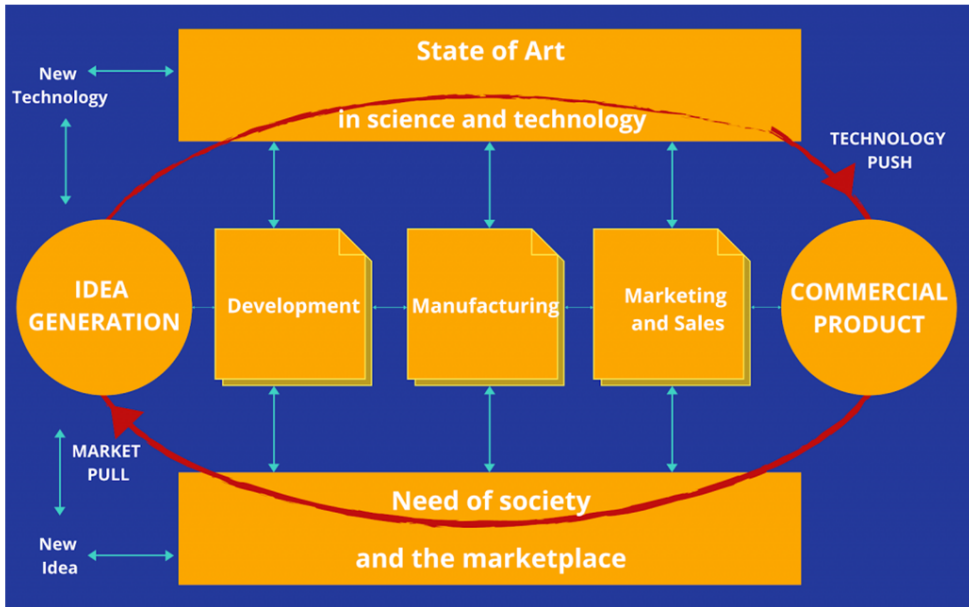 State of Art
in science and technology
New
Technology
TECHNOLOGY
PUSH
IDEA
GENERATION
Development
Manufacturing
Marketing
and Sales
COMMERCIAL
PRODUCT
MARKET
PULL
Need of society
and the marketplace
New
Idea